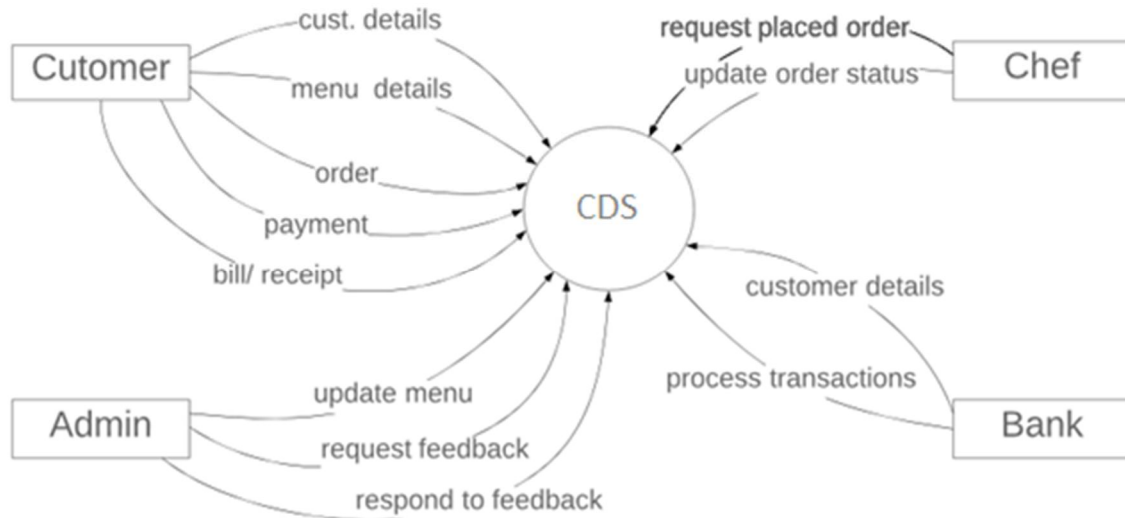 cust. details
Cutomer
menu details
order
payment
bill/ receipt
request placed order
update order status
Chef
CDS
customer details
process transactions
Bank
update menu
Admin
request feedback
respond to feedback